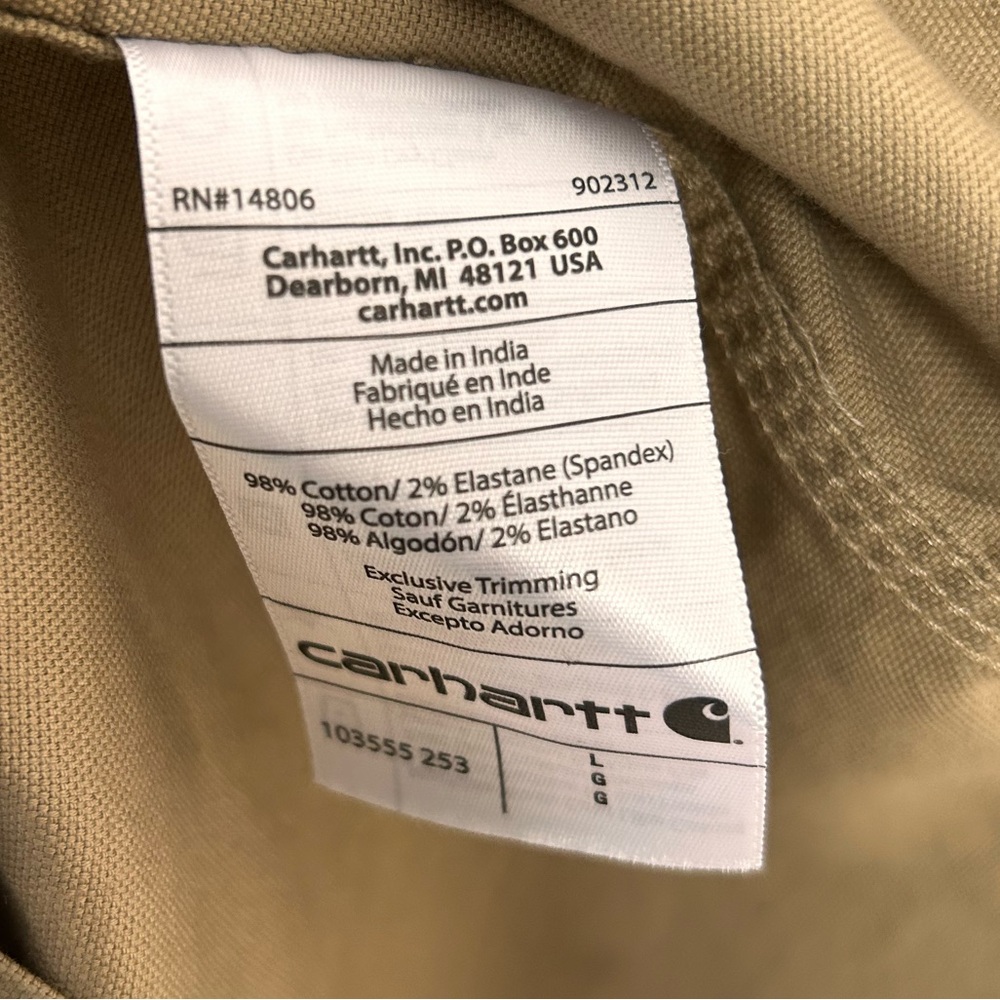 RN#14806 902312
Carhartt, Inc. P.O. Box 600
Dearborn, MI 48121 USA
carhartt.com
Made in India
Fabriqué en Inde
Hecho en India
98% Cotton/ 2% Elastane (Spandex)
98% Coton/ 2% Élasthanne
98% Algodón/ 2% Elastano
Exclusive Trimming
Sauf Garnitures
Excepto Adorno
carhartt
103555 253 L
G
G